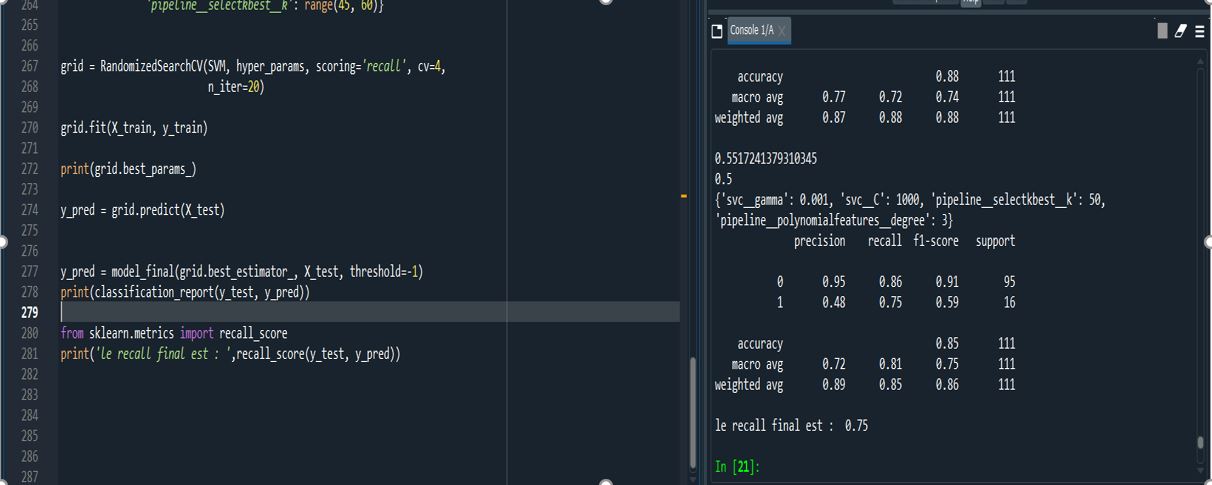 264 'pipeline__selectkbest__k': range(45, 60)}
265
266
267 grid = RandomizedSearchCV(SVM, hyper_params, scoring='recall', cv=4,
268 n_iter=20)
269
270 grid.fit(X_train, y_train)
271
272 print(grid.best_params_)
273
274 y_pred = grid.predict(X_test)
275
276
277 y_pred = model_final(grid.best_estimator_, X_test, threshold=-1)
278 print(classification_report(y_test, y_pred))
279
280 from sklearn.metrics import recall_score
281 print('le recall final est : ',recall_score(y_test, y_pred))
282
283
284
285
286
287
Console 1/A
accuracy 0.88 111
macro avg 0.77 0.72 0.74 111
weighted avg 0.87 0.88 0.88 111
0.5517241379310345
0.5
{'svc__gamma': 0.001, 'svc__C': 1000, 'pipeline__selectkbest__k': 50,
'pipeline__polynomialfeatures__degree': 3}
precision recall f1-score support
0 0.95 0.86 0.91 95
1 0.48 0.75 0.59 16
accuracy 0.85 111
macro avg 0.72 0.81 0.75 111
weighted avg 0.89 0.85 0.86 111
le recall final est : 0.75
In [21]: